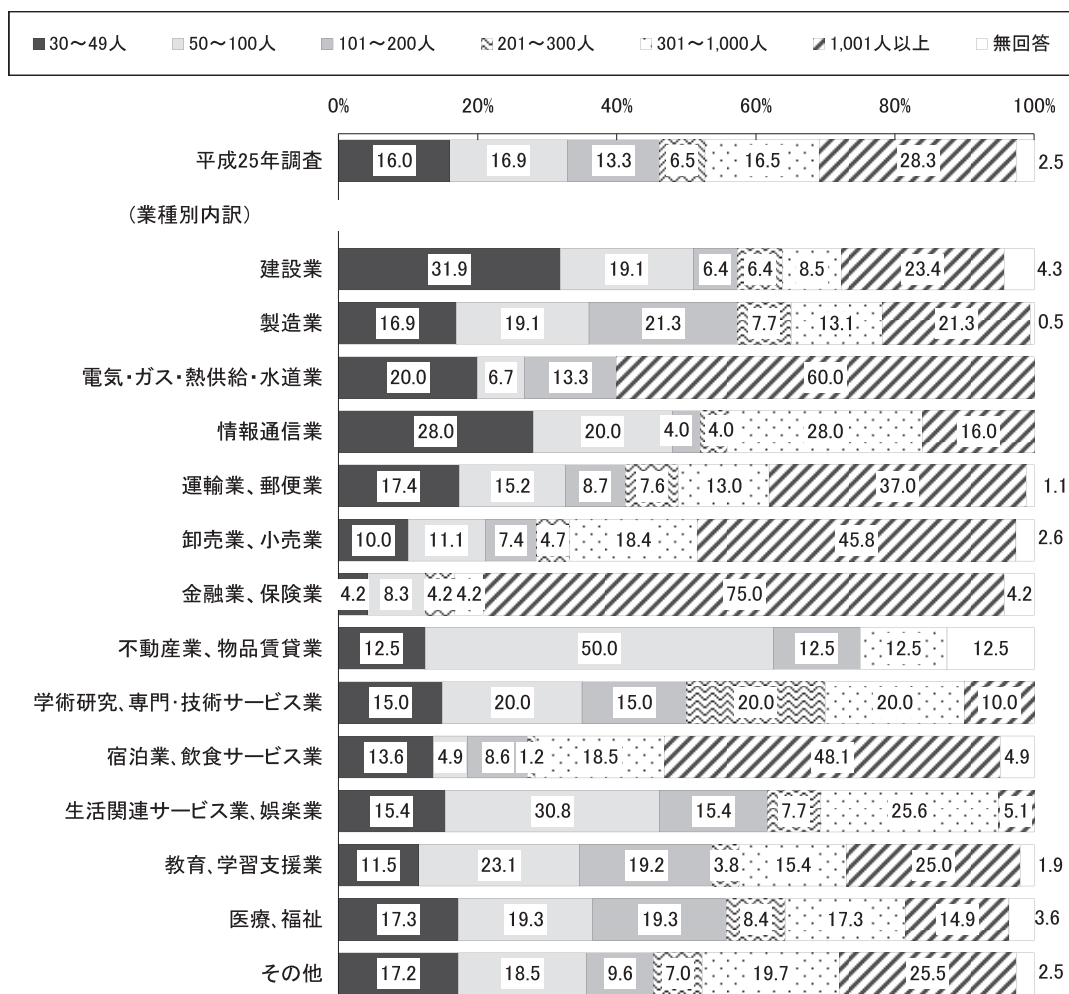 30～49人 50～100人 101～200人 201～300人 301～1,000人 1,001人以上 無回答
0% 20% 40% 60% 80% 100%
平成25年調査 16.0 16.9 13.3 6.5 16.5 28.3 2.5
(業種別内訳)
建設業 31.9 19.1 6.4 6.4 8.5 23.4 4.3
製造業 16.9 19.1 21.3 7.7 13.1 21.3 0.5
電気・ガス・熱供給・水道業 20.0 6.7 13.3 60.0
情報通信業 28.0 20.0 4.0 4.0 28.0 16.0
運輸業、郵便業 17.4 15.2 8.7 7.6 13.0 37.0 1.1
卸売業、小売業 10.0 11.1 7.4 4.7 18.4 45.8 2.6
金融業、保険業 4.2 8.3 4.2 4.2 75.0 4.2
不動産業、物品賃貸業 12.5 50.0 12.5 12.5 12.5
学術研究、専門・技術サービス業 15.0 20.0 15.0 20.0 20.0 10.0
宿泊業、飲食サービス業 13.6 4.9 8.6 1.2 18.5 48.1 4.9
生活関連サービス業、娯楽業 15.4 30.8 15.4 7.7 25.6 5.1
教育、学習支援業 11.5 23.1 19.2 3.8 15.4 25.0 1.9
医療、福祉 17.3 19.3 19.3 8.4 17.3 14.9 3.6
その他 17.2 18.5 9.6 7.0 19.7 25.5 2.5